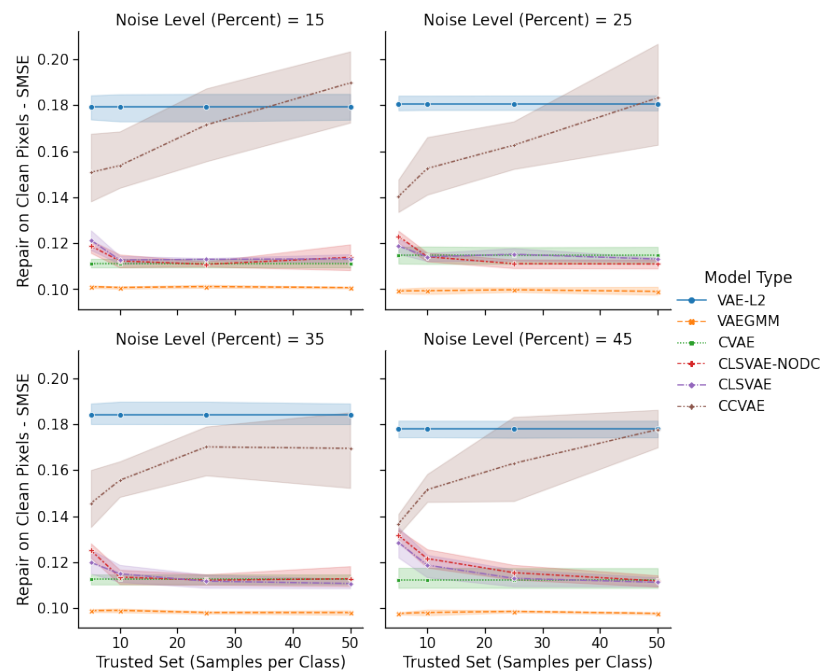 Noise Level (Percent) = 15
Noise Level (Percent) = 25
Repair on Clean Pixels - SMSE
0.20
0.18
0.16
0.14
0.12
0.10
Noise Level (Percent) = 35
Noise Level (Percent) = 45
Repair on Clean Pixels - SMSE
0.20
0.18
0.16
0.14
0.12
0.10
10 20 30 40 50
10 20 30 40 50
Trusted Set (Samples per Class)
Trusted Set (Samples per Class)
Model Type
VAE-L2
VAEGMM
CVAE
CLSVAE-NODC
CLSVAE
CCVAE